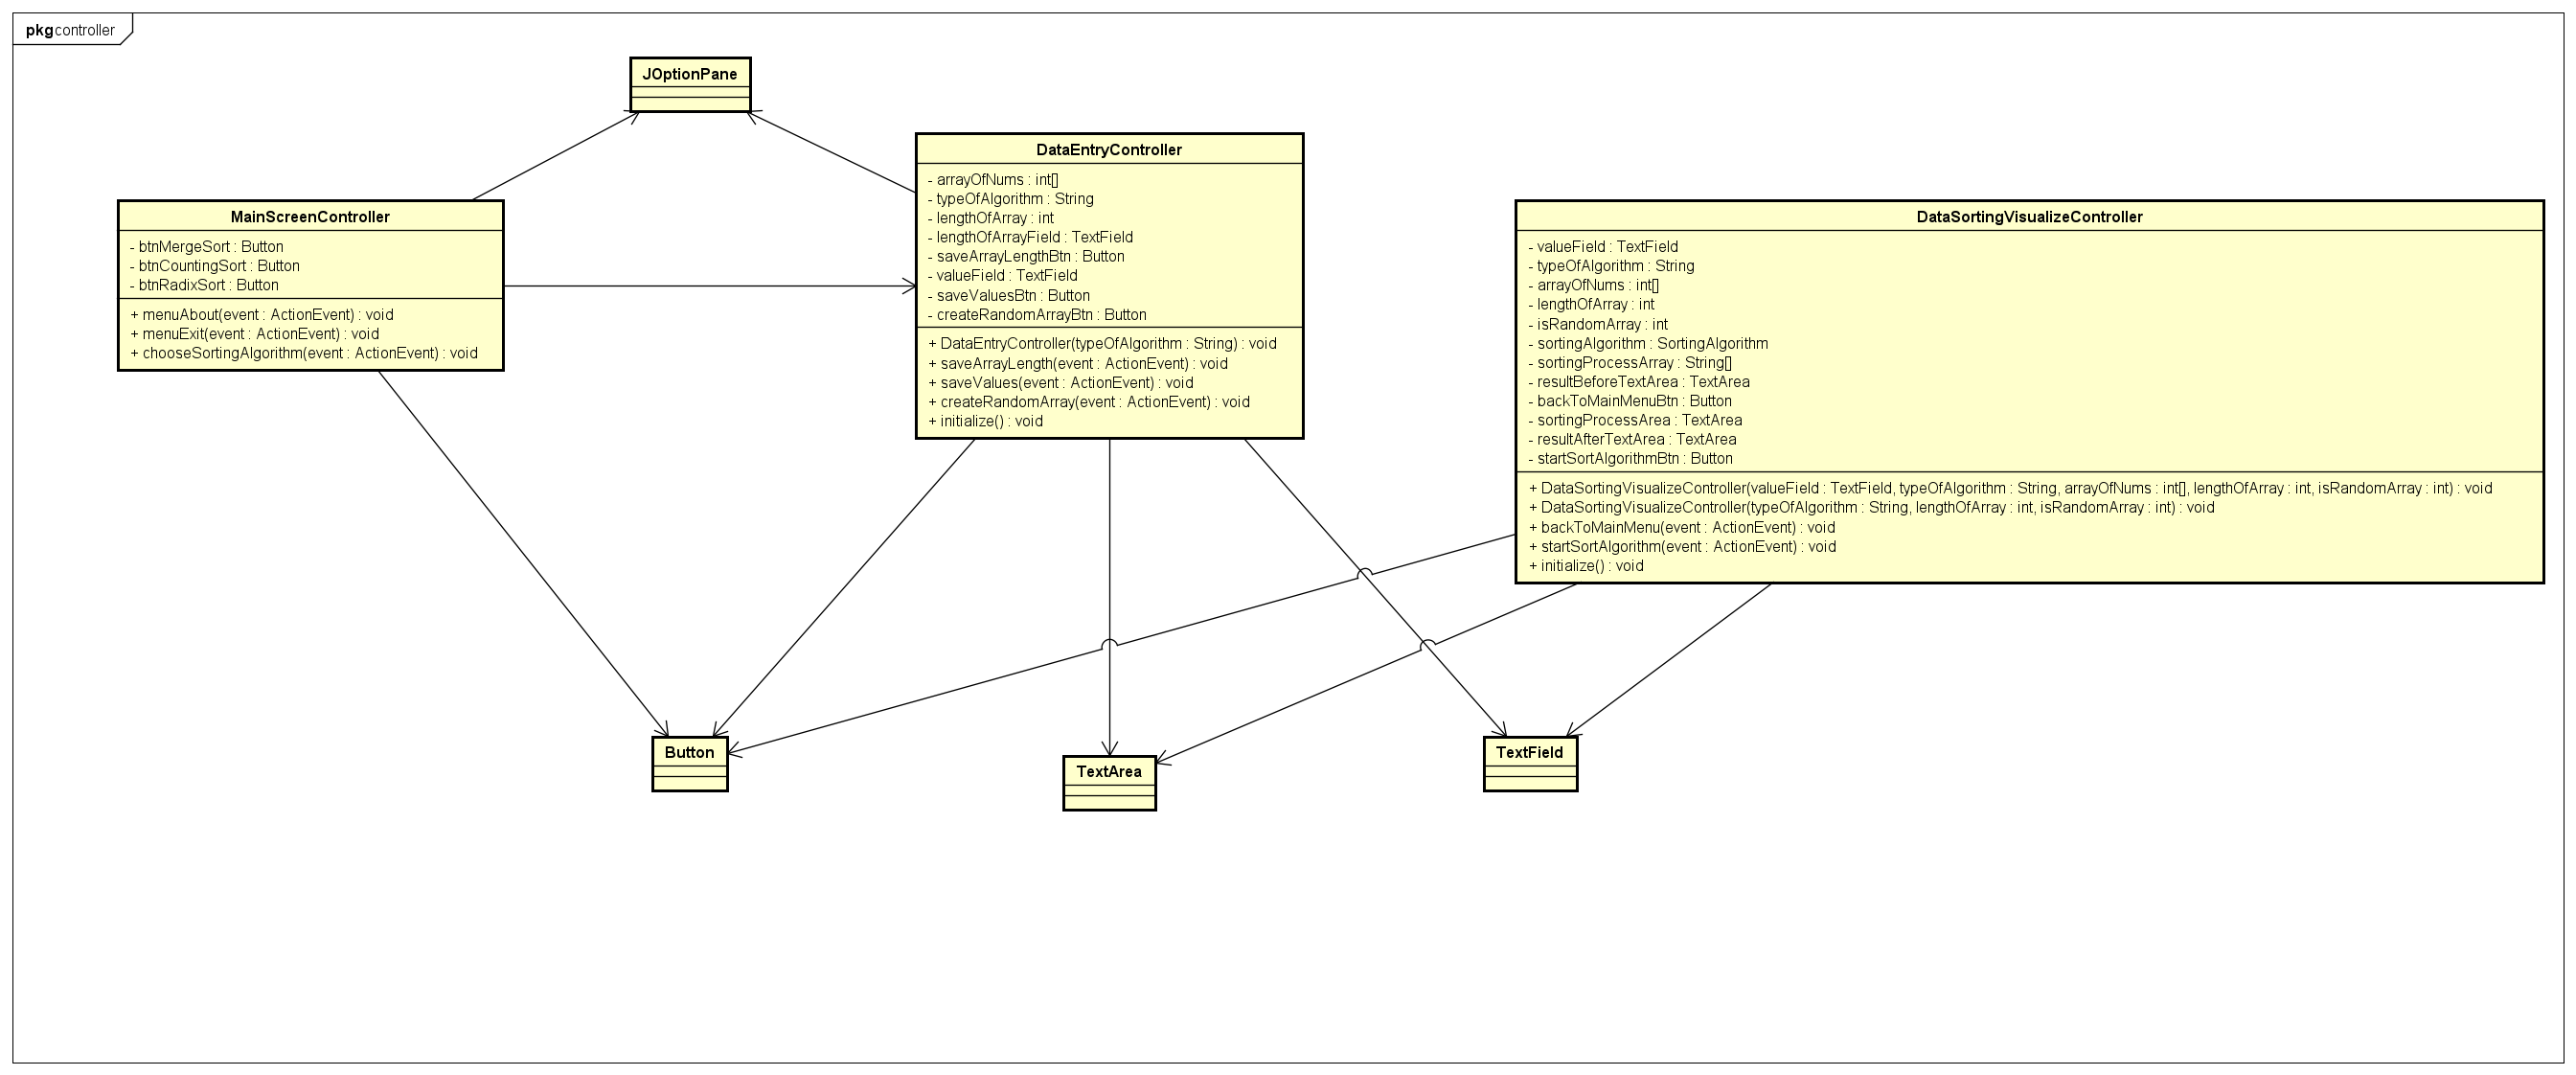 pkg controller
JOptionPane
MainScreenController
- btnMergeSort : Button
- btnCountingSort : Button
- btnRadixSort : Button
+ menuAbout(event : ActionEvent) : void
+ menuExit(event : ActionEvent) : void
+ chooseSortingAlgorithm(event : ActionEvent) : void
DataEntryController
- arrayOfNums : int[]
- typeOfAlgorithm : String
- lengthOfArray : int
- lengthOfArrayField : TextField
- saveArrayLengthBtn : Button
- valueField : TextField
- saveValuesBtn : Button
- createRandomArrayBtn : Button
+ DataEntryController(typeOfAlgorithm : String) : void
+ saveArrayLength(event : ActionEvent) : void
+ saveValues(event : ActionEvent) : void
+ createRandomArray(event : ActionEvent) : void
+ initialize() : void
DataSortingVisualizeController
- valueField : TextField
- typeOfAlgorithm : String
- arrayOfNums : int[]
- lengthOfArray : int
- isRandomArray : int
- sortingAlgorithm : SortingAlgorithm
- sortingProcessArray : String[]
- resultBeforeTextArea : TextArea
- backToMainMenuBtn : Button
- sortingProcessArea : TextArea
- resultAfterTextArea : TextArea
- startSortAlgorithmBtn : Button
+ DataSortingVisualizeController(valueField : TextField, typeOfAlgorithm : String, arrayOfNums : int[], lengthOfArray : int, isRandomArray : int) : void
+ DataSortingVisualizeController(typeOfAlgorithm : String, lengthOfArray : int, isRandomArray : int) : void
+ backToMainMenu(event : ActionEvent) : void
+ startSortAlgorithm(event : ActionEvent) : void
+ initialize() : void
Button
TextArea
TextField